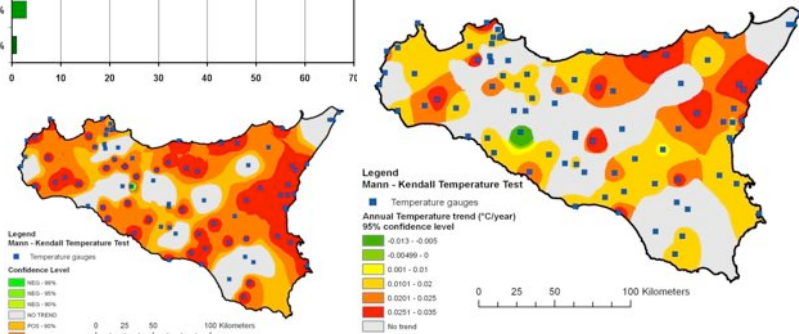 %
%
0 10 20 30 40 50 60 70
Legend
Mann - Kendall Temperature Test
Temperature gauges
Confidence Level
NEG - 99%
NEG - 95%
NEG - 90%
NO TREND
POS - 90%
0 25 50 100 Kilometers
Legend
Mann - Kendall Temperature Test
Temperature gauges
Annual Temperature trend (°C/year)
95% confidence level
-0.013 - -0.005
-0.00499 - 0
0.001 - 0.01
0.0101 - 0.02
0.0201 - 0.025
0.0251 - 0.035
No trend
0 25 50 100 Kilometers